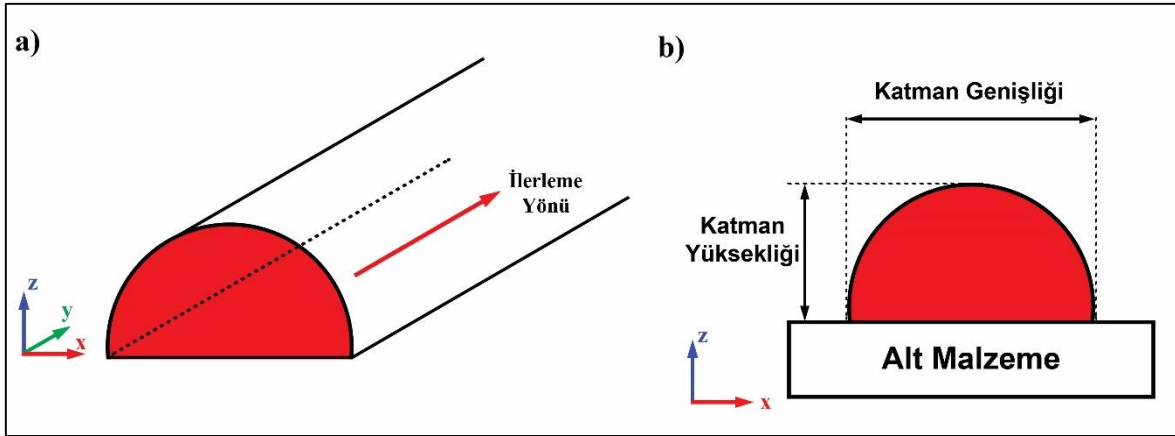 a)
İlerleme
Yönü
z
y
x
b)
Katman Genişliği
Katman
Yüksekliği
Alt Malzeme
z
x